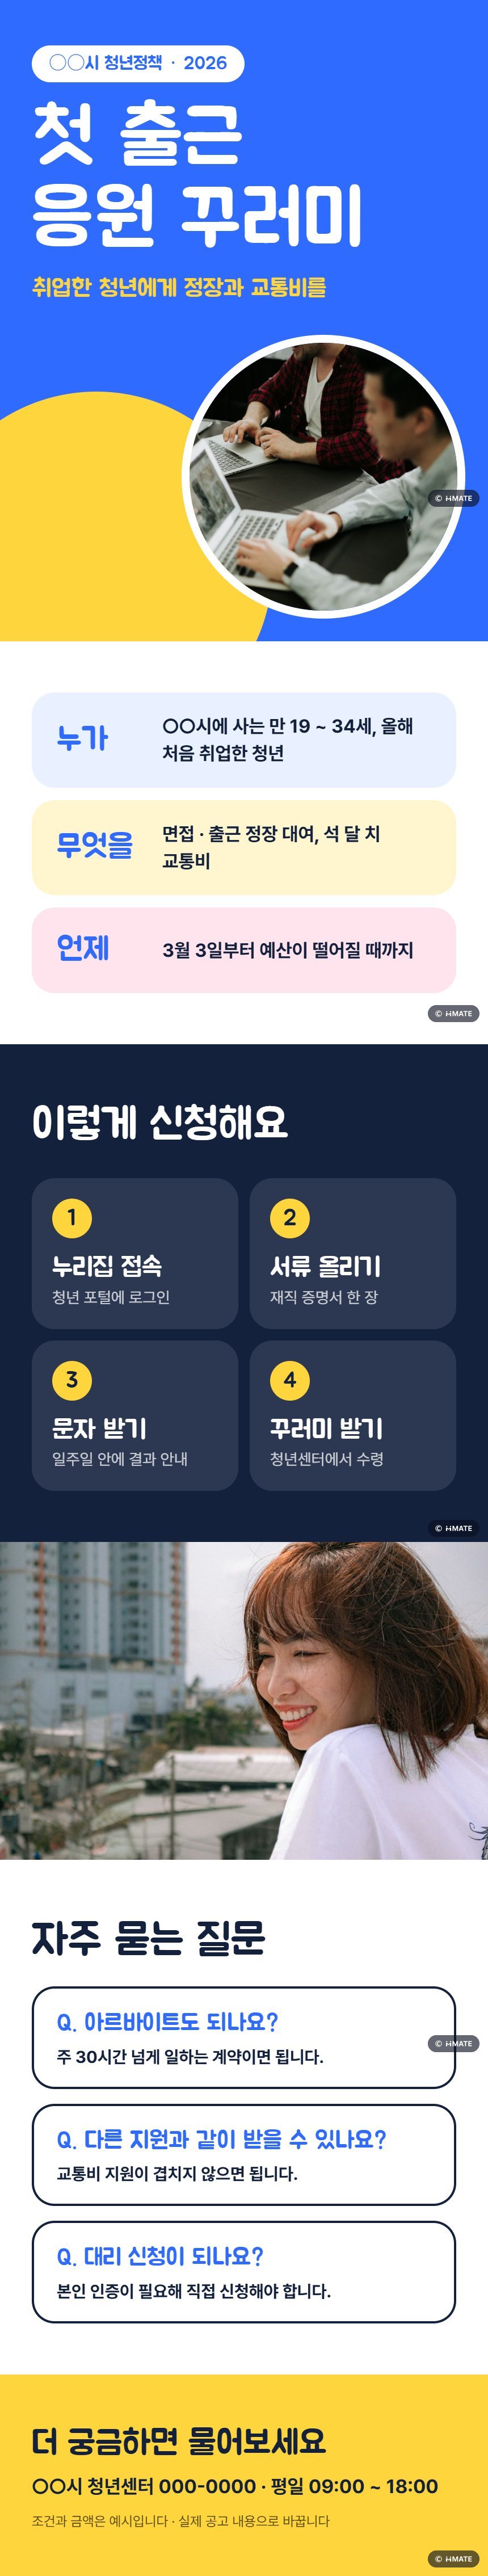 ○○시 청년정책 · 2026
첫 출근
응원 꾸러미
취업한 청년에게 정장과 교통비를
© HMATE
누가
○○시에 사는 만 19 ~ 34세, 올해
처음 취업한 청년
무엇을
면접 · 출근 정장 대여, 석 달 치
교통비
언제
3월 3일부터 예산이 떨어질 때까지
© HMATE
이렇게 신청해요
1
누리집 접속
청년 포털에 로그인
2
서류 올리기
재직 증명서 한 장
3
문자 받기
일주일 안에 결과 안내
4
꾸러미 받기
청년센터에서 수령
© HMATE
자주 묻는 질문
Q. 아르바이트도 되나요?
주 30시간 넘게 일하는 계약이면 됩니다.
© HMATE
Q. 다른 지원과 같이 받을 수 있나요?
교통비 지원이 겹치지 않으면 됩니다.
Q. 대리 신청이 되나요?
본인 인증이 필요해 직접 신청해야 합니다.
더 궁금하면 물어보세요
○○시 청년센터 000-0000 · 평일 09:00 ~ 18:00
조건과 금액은 예시입니다 · 실제 공고 내용으로 바꿉니다
© HMATE